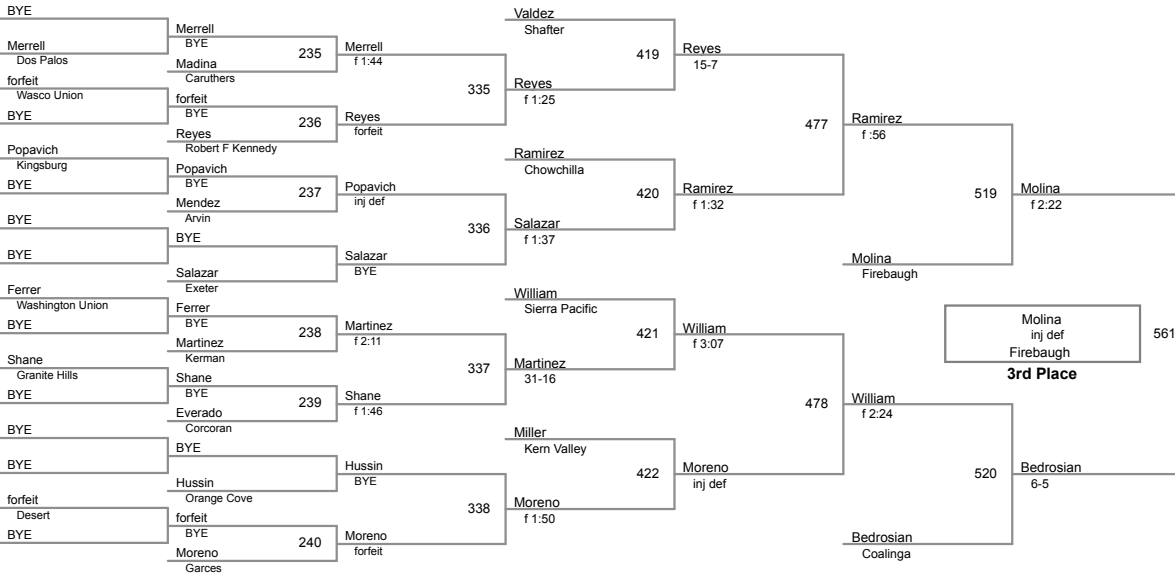 BYE
Merrell
Dos Palos
forfeit
Wasco Union
BYE
Popavich
Kingsburg
BYE
BYE
BYE
Ferrer
Washington Union
BYE
Shane
Granite Hills
BYE
BYE
BYE
forfeit
Desert
BYE
Merrell
BYE
235
Madina
Caruthers
forfeit
BYE
236
Reyes
Robert F Kennedy
Popavich
BYE
237
Mendez
Arvin
BYE
Salazar
Exeter
Ferrer
BYE
238
Martinez
Kerman
Shane
BYE
239
Everado
Corcoran
BYE
Hussin
Orange Cove
forfeit
BYE
240
Moreno
Garces
Merrell
f 1:44
335
Reyes
forfeit
Popavich
inj def
336
Salazar
BYE
Martinez
f 2:11
337
Shane
f 1:46
Hussin
BYE
338
Moreno
forfeit
Valdez
Shafter
419
Reyes
f 1:25
Ramirez
Chowchilla
420
Salazar
f 1:37
William
Sierra Pacific
421
Martinez
31-16
Miller
Kern Valley
422
Moreno
f 1:50
Reyes
15-7
477
Ramirez
f 1:32
William
f 3:07
478
Moreno
inj def
Ramirez
f :56
519
Molina
Firebaugh
William
f 2:24
520
Bedrosian
Coalinga
Molina
f 2:22
Molina
inj def
Firebaugh
561
3rd Place
Bedrosian
6-5